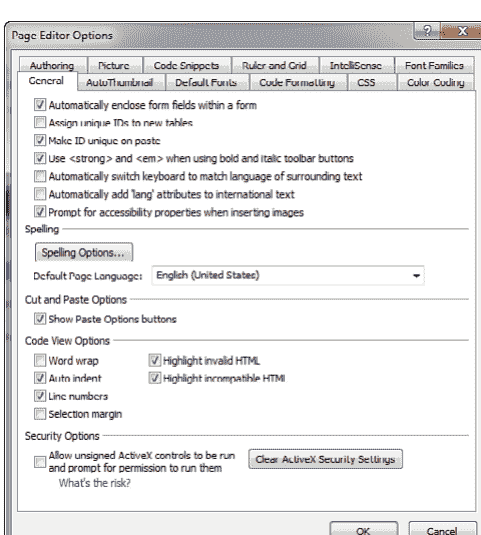 Page Editor Options
Authoring Picture Code Snippets Ruler and Grid IntelliSense Font Families
General AutoThumbnail Default Fonts Code Formatting CSS Color Coding
Automatically enclose form fields within a form
Assign unique IDs to new tables
Make ID unique on paste
Use <strong> and <em> when using bold and italic toolbar buttons
Automatically switch keyboard to match language of surrounding text
Automatically add 'lang' attributes to international text
Prompt for accessibility properties when inserting images
Spelling
Spelling Options...
Default Page Language: English (United States)
Cut and Paste Options
Show Paste Options buttons
Code View Options
Word wrap Highlight invalid HTML
Auto indent Highlight incompatible HTML
Line numbers
Selection margin
Security Options
Allow unsigned ActiveX controls to be run
and prompt for permission to run them Clear ActiveX Security Settings
What's the risk?
OK Cancel